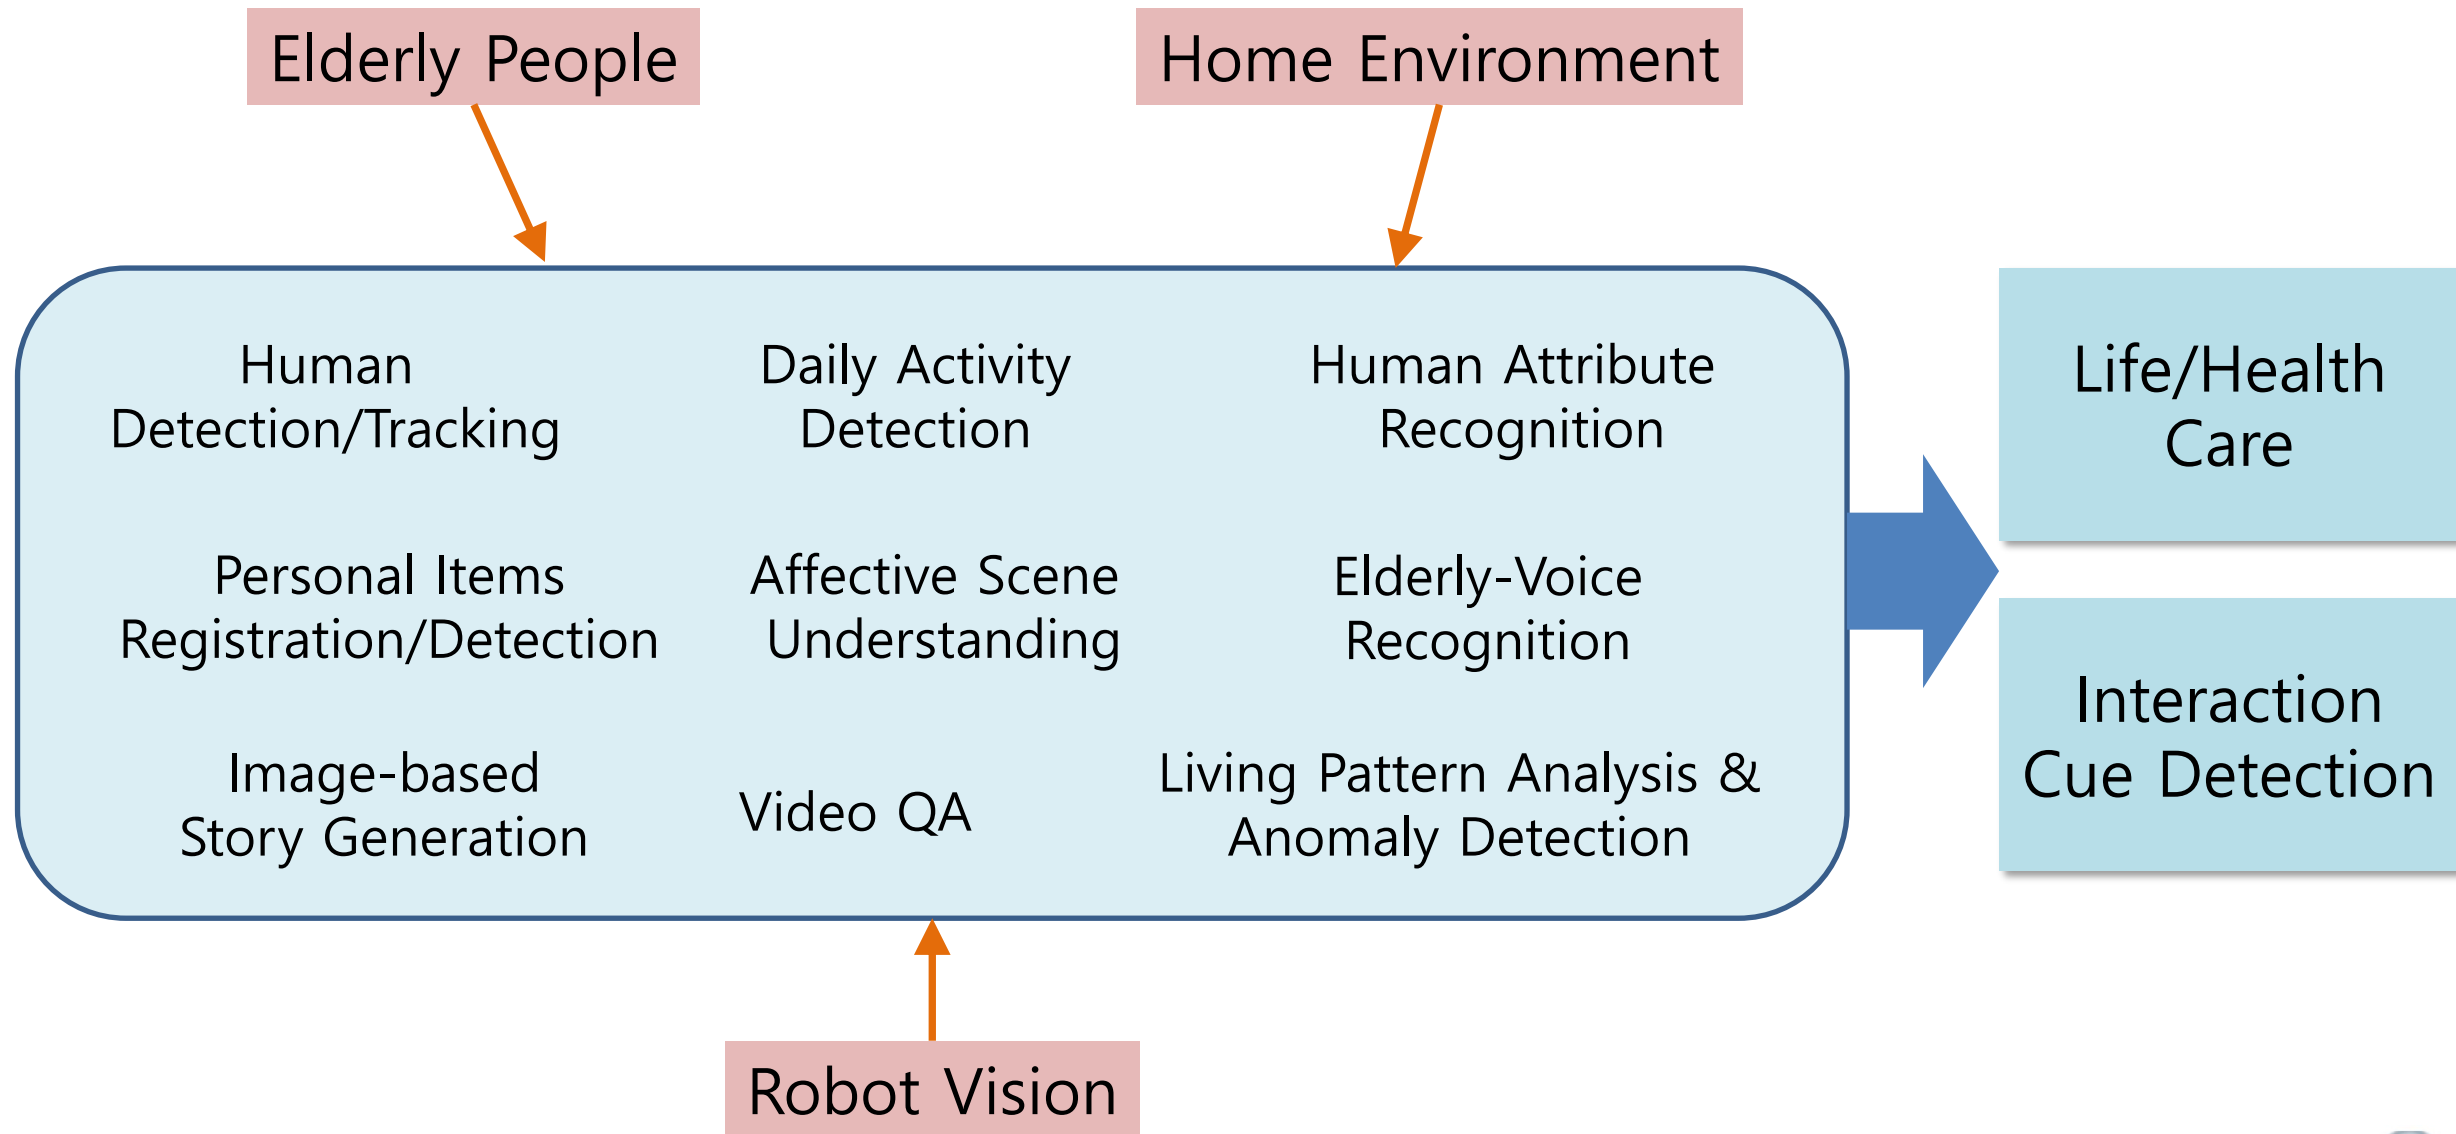 Elderly People
Home Environment
Human
Detection/Tracking
Daily Activity
Detection
Human Attribute
Recognition
Personal Items
Registration/Detection
Affective Scene
Understanding
Elderly-Voice
Recognition
Image-based
Story Generation
Video QA
Living Pattern Analysis &
Anomaly Detection
Life/Health
Care
Interaction
Cue Detection
Robot Vision